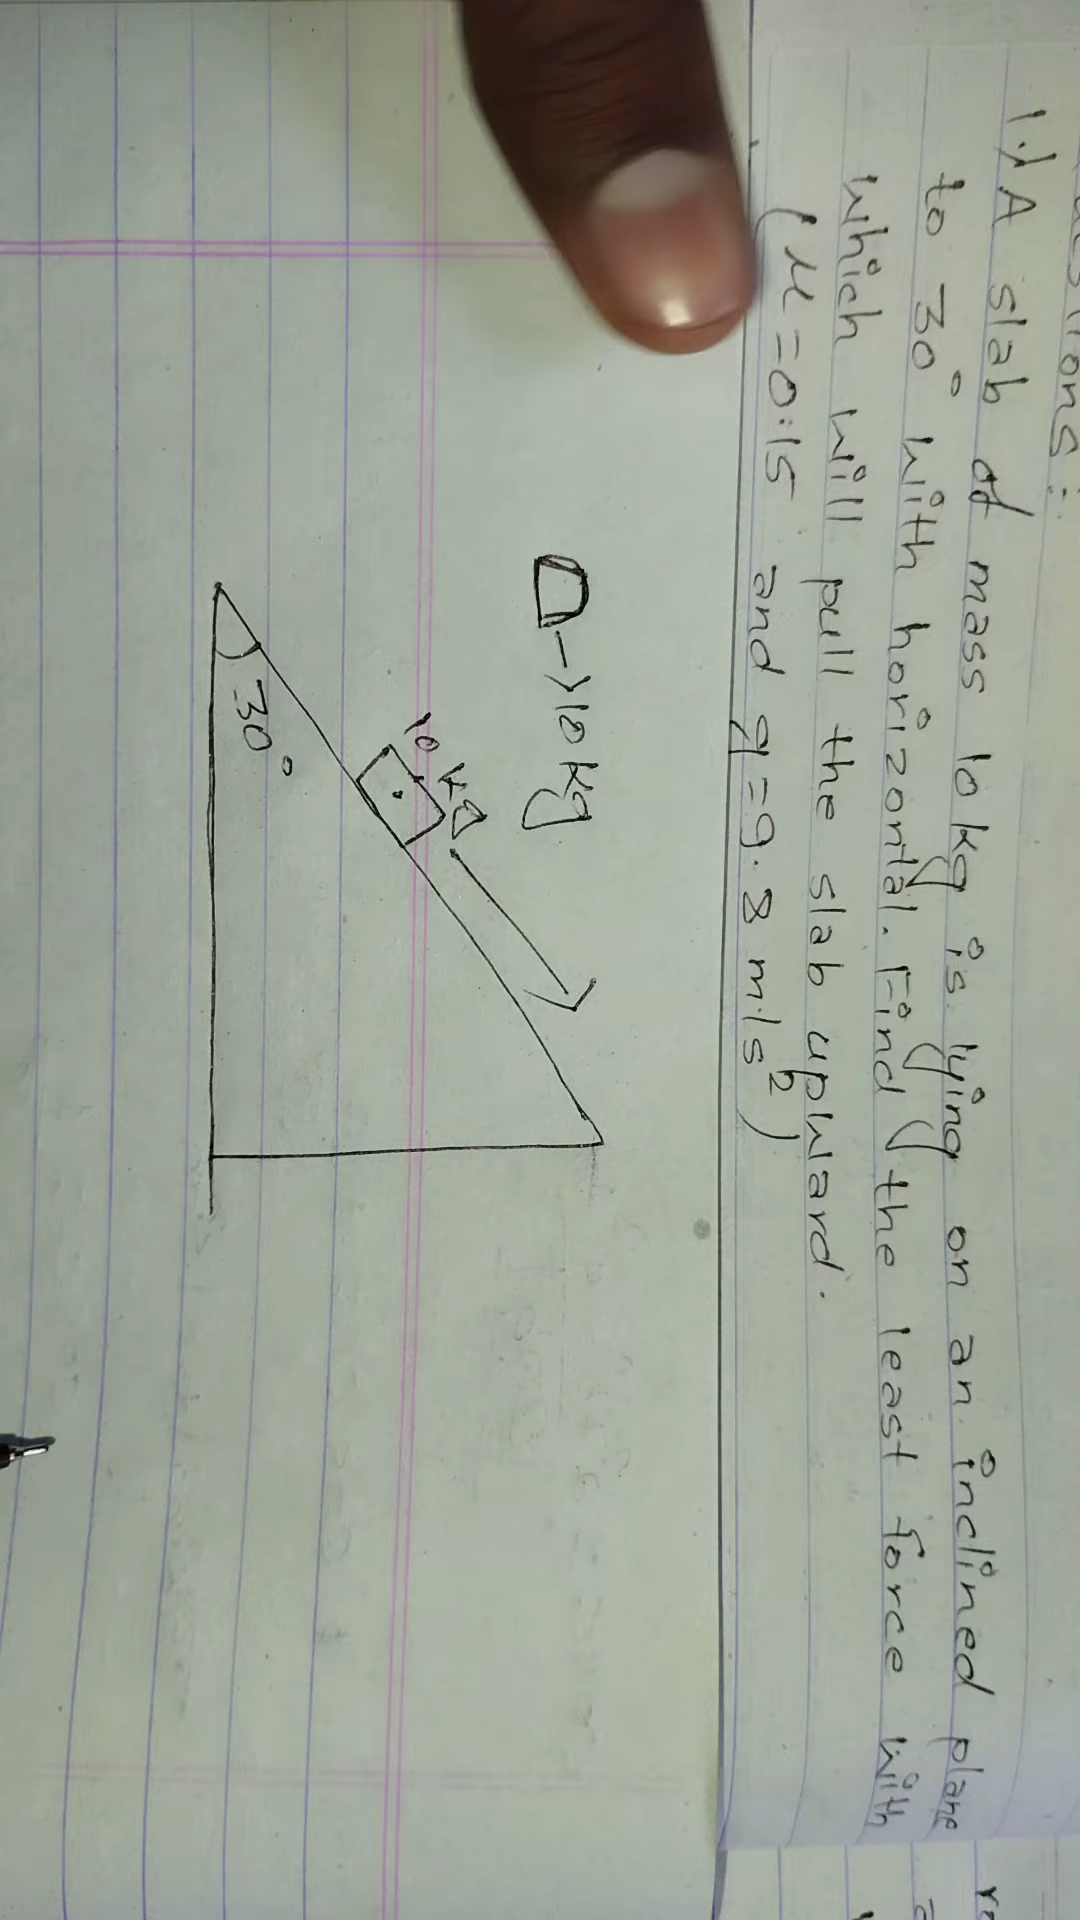 1.) A slab of mass 10 kg is lying on an inclined plane
to 30° with horizontal. Find the least force with
which will pull the slab upward.
(μ = 0.15 and g = 9.8 m/s²)
→ 10 kg
10 kg
30°